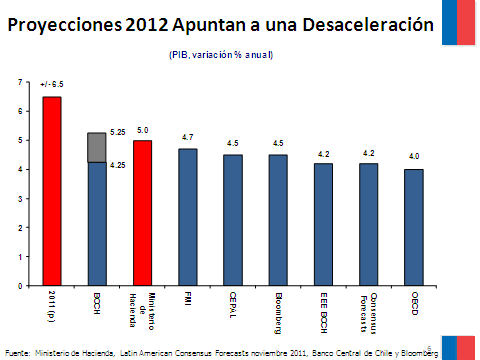 Proyecciones 2012 Apuntan a una Desaceleración
(PIB, variación % anual)
7
6
5
4
3
2
1
0
+/- 6.5
5.25
4.25
5.0
4.7
4.5
4.5
4.2
4.2
4.0
2011 (p)
BCCH
Ministerio
de
Hacienda
FMI
CEPAL
Bloomberg
EEE BCCH
Consensus
Forecasts
OECD
6
Fuente: Ministerio de Hacienda, Latin American Consensus Forecasts noviembre 2011, Banco Central de Chile y Bloomberg